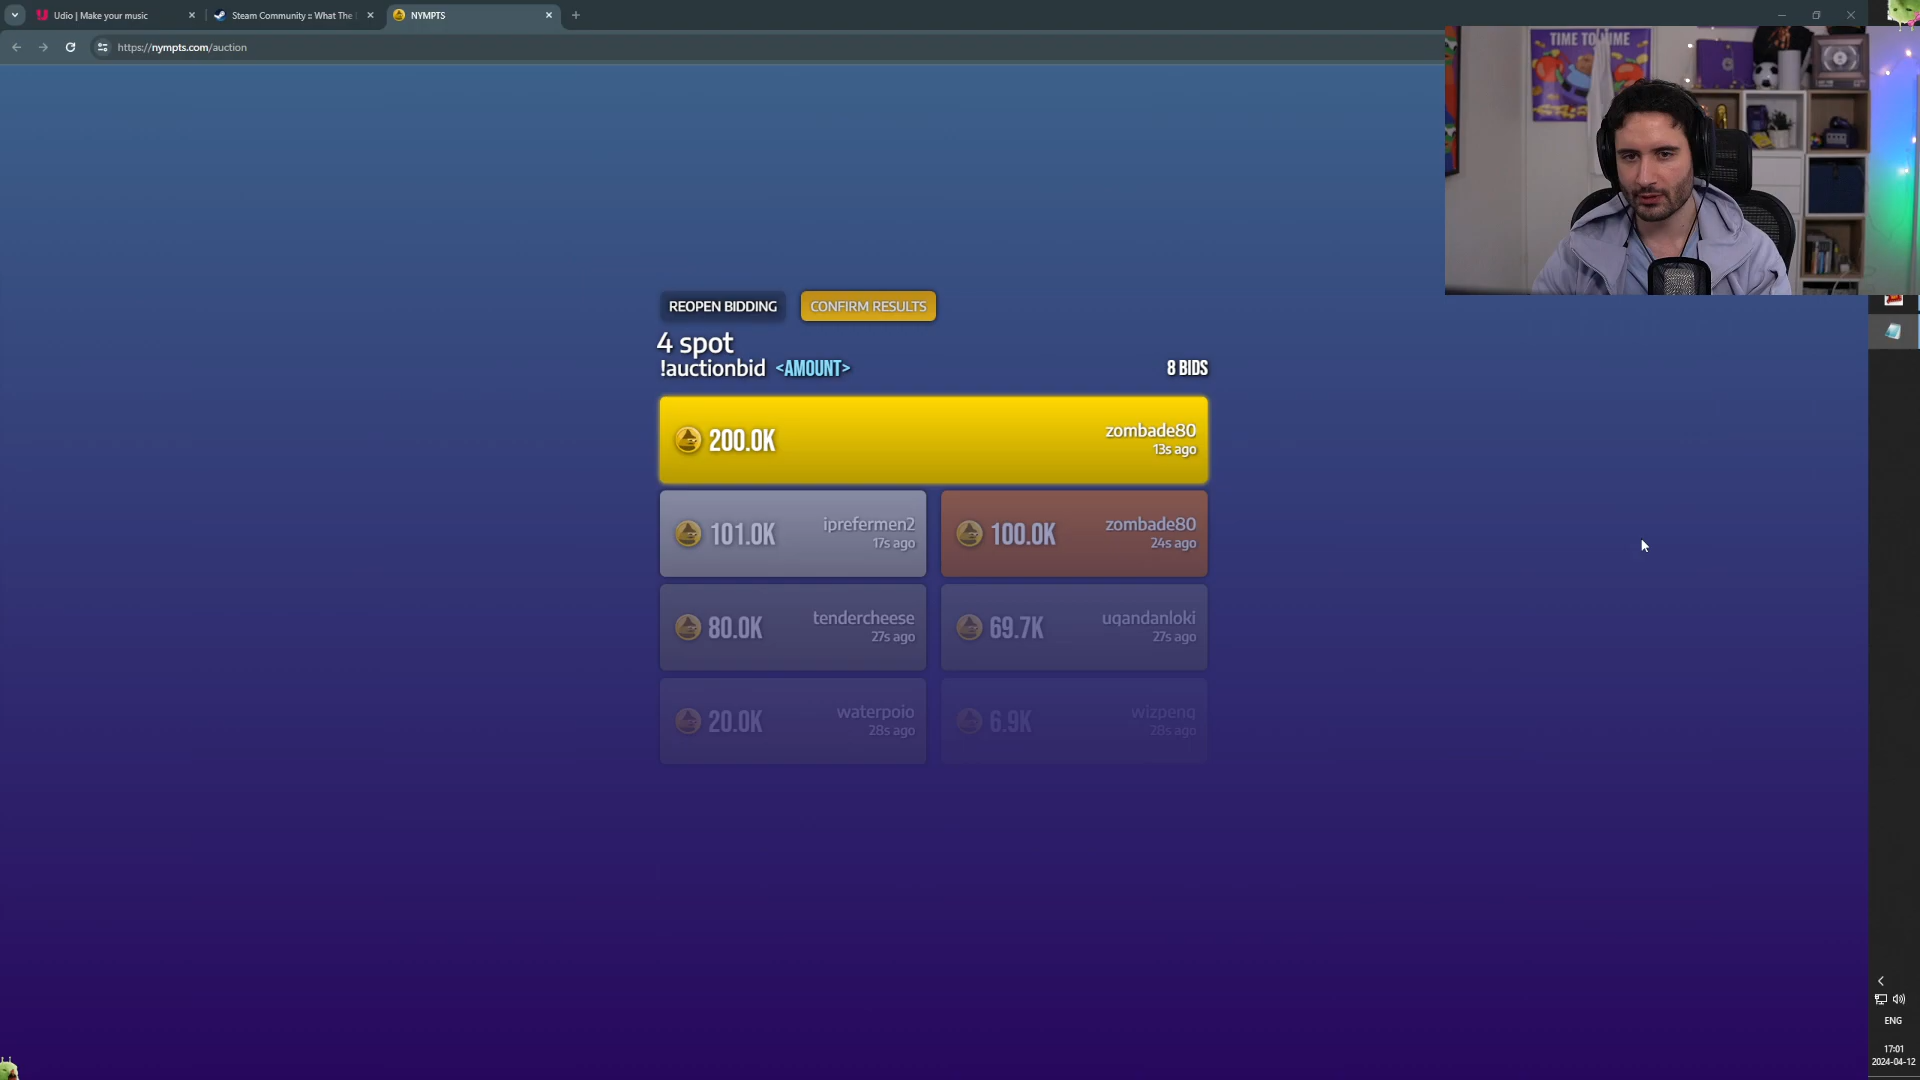 Udio | Make your music
Steam Community :: What The
NYMPTS
https://nympts.com/auction
TIME TO
REOPEN BIDDING
CONFIRM RESULTS
4 spot
!auctionbid <AMOUNT>
8 BIDS
200.0K
zombade80
13s ago
101.0K
iprefermen2
17s ago
100.0K
zombade80
24s ago
80.0K
tendercheese
27s ago
69.7K
uqandanloki
27s ago
20.0K
waterpoio
28s ago
6.9K
wizpenq
28s ago
ENG
17:01
2024-04-12